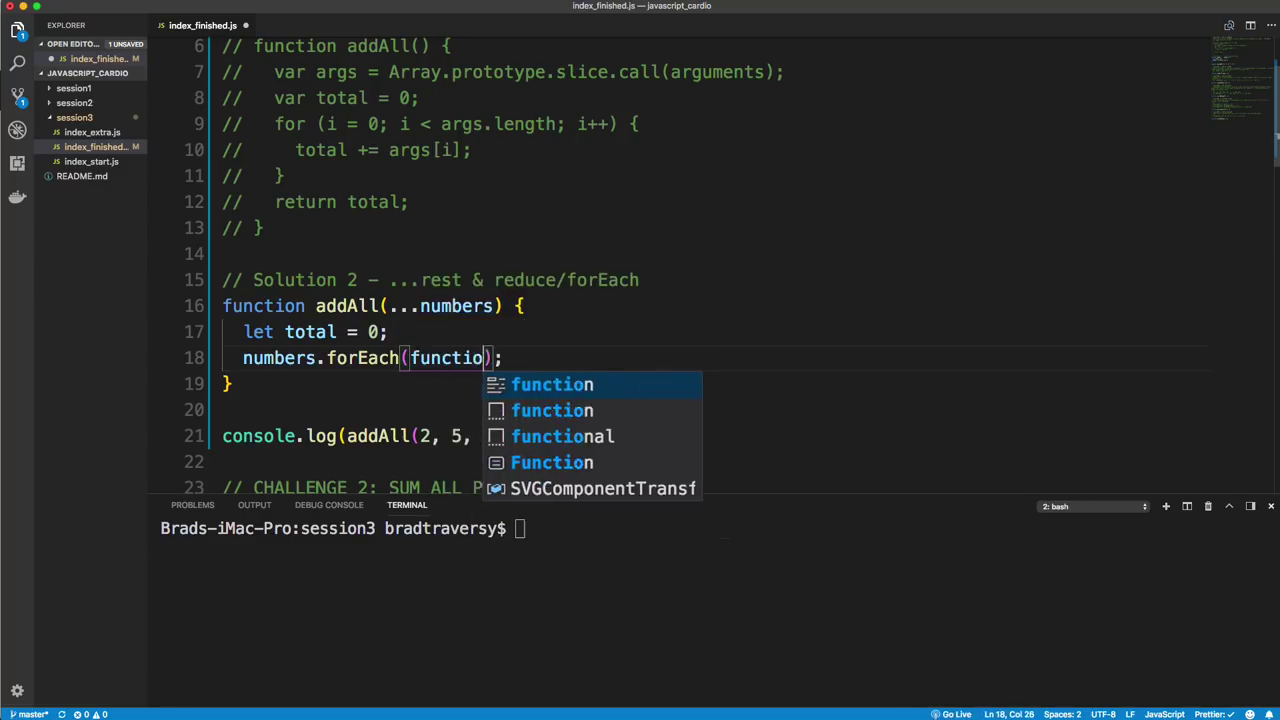 index_finished.js — javascript_cardio
EXPLORER
index_finished.js
OPEN EDITO... 1 UNSAVED
index_finishe... M
JAVASCRIPT_CARDIO
session1
session2
session3
index_extra.js
index_finished... M
index_start.js
README.md
1
1
6 // function addAll() {
7 //   var args = Array.prototype.slice.call(arguments);
8 //   var total = 0;
9 //   for (i = 0; i < args.length; i++) {
10 //     total += args[i];
11 //   }
12 //   return total;
13 // }
14
15 // Solution 2 - ...rest & reduce/forEach
16 function addAll(...numbers) {
17   let total = 0;
18   numbers.forEach(functio);
19 }
20
21 console.log(addAll(2, 5,
22
23 // CHALLENGE 2: SUM ALL P
function
function
functional
Function
SVGComponentTransf
PROBLEMS OUTPUT DEBUG CONSOLE TERMINAL 2: bash
Brads-iMac-Pro:session3 bradtraversy$
master* 0 0 Go Live Ln 18, Col 26 Spaces: 2 UTF-8 LF JavaScript Prettier: ✓